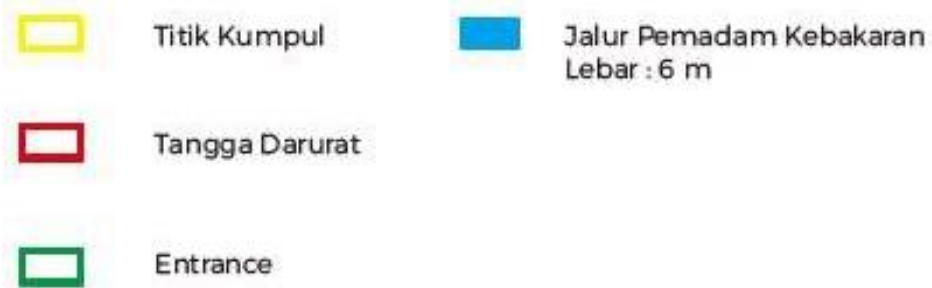 Titik Kumpul
Tangga Darurat
Entrance
Jalur Pemadam Kebakaran
Lebar : 6 m